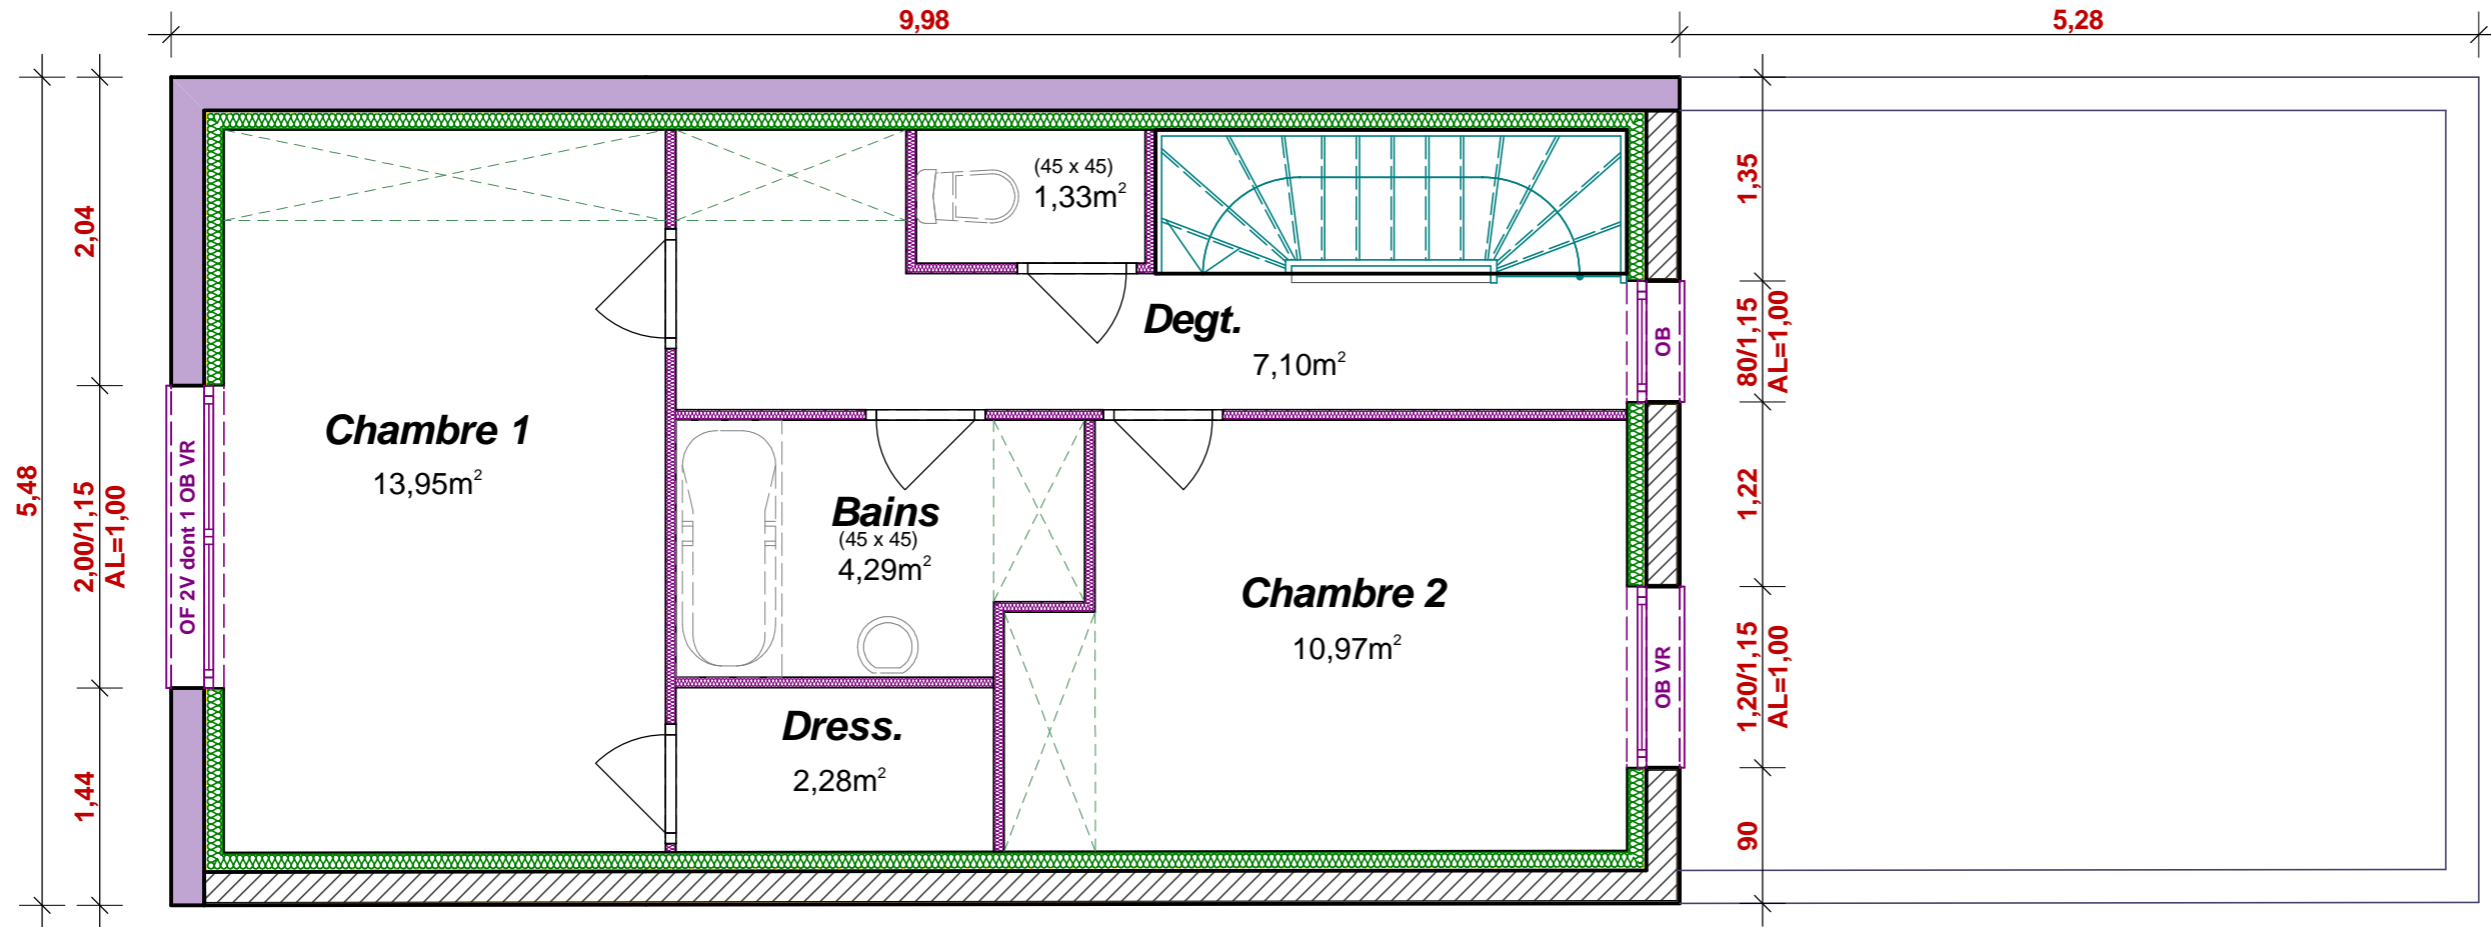 9,98
5,28
5,48
2,04
2,00/1,15
AL=1,00
1,44
OF 2V dont 1 OB VR
Chambre 1
13,95m²
(45 x 45)
1,33m²
Degt.
7,10m²
Bains
(45 x 45)
4,29m²
Dress.
2,28m²
Chambre 2
10,97m²
OB
OB VR
1,35
80/1,15
AL=1,00
1,22
1,20/1,15
AL=1,00
90